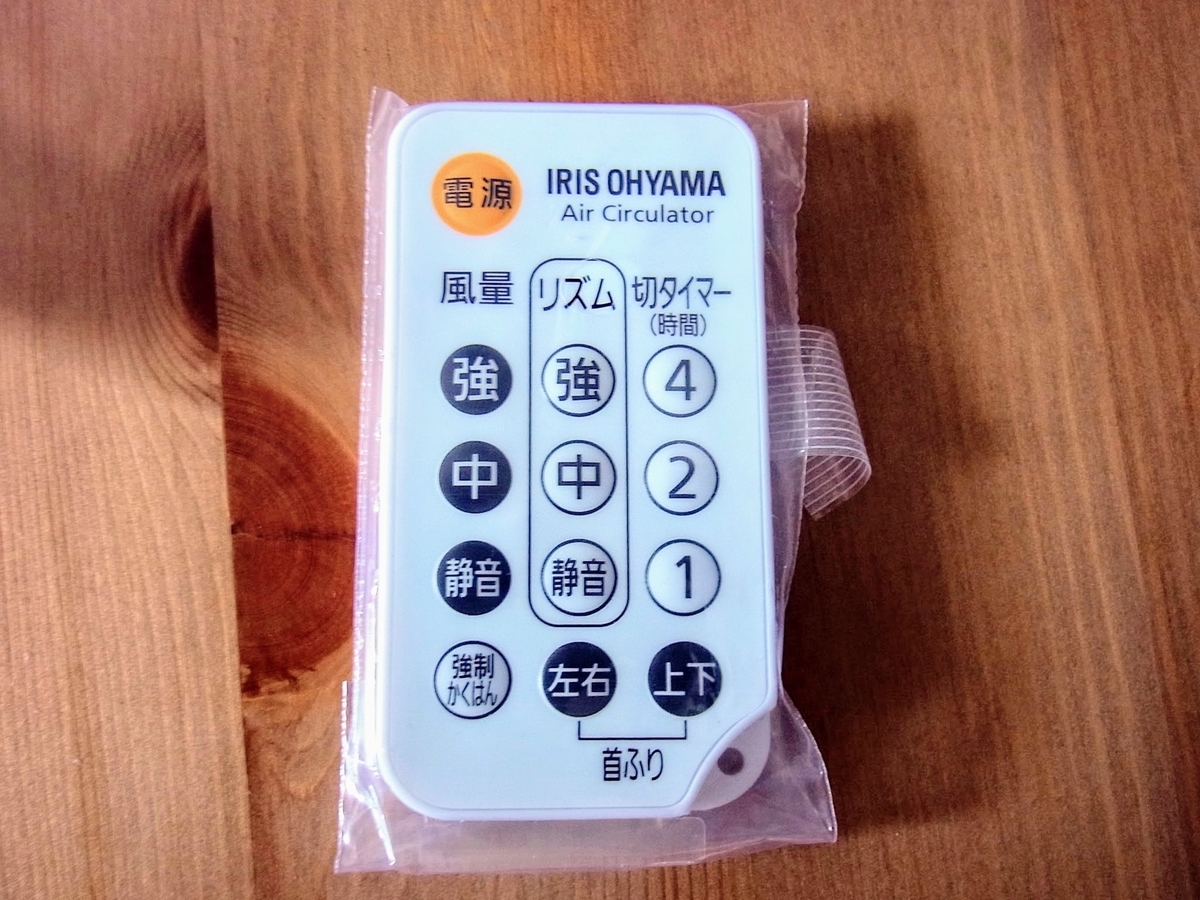 電源
IRIS OHYAMA
Air Circulator
風量 リズム 切タイマー
(時間)
強 強 4
中 中 2
静音 静音 1
強制
かくはん
左右 上下
首ふり